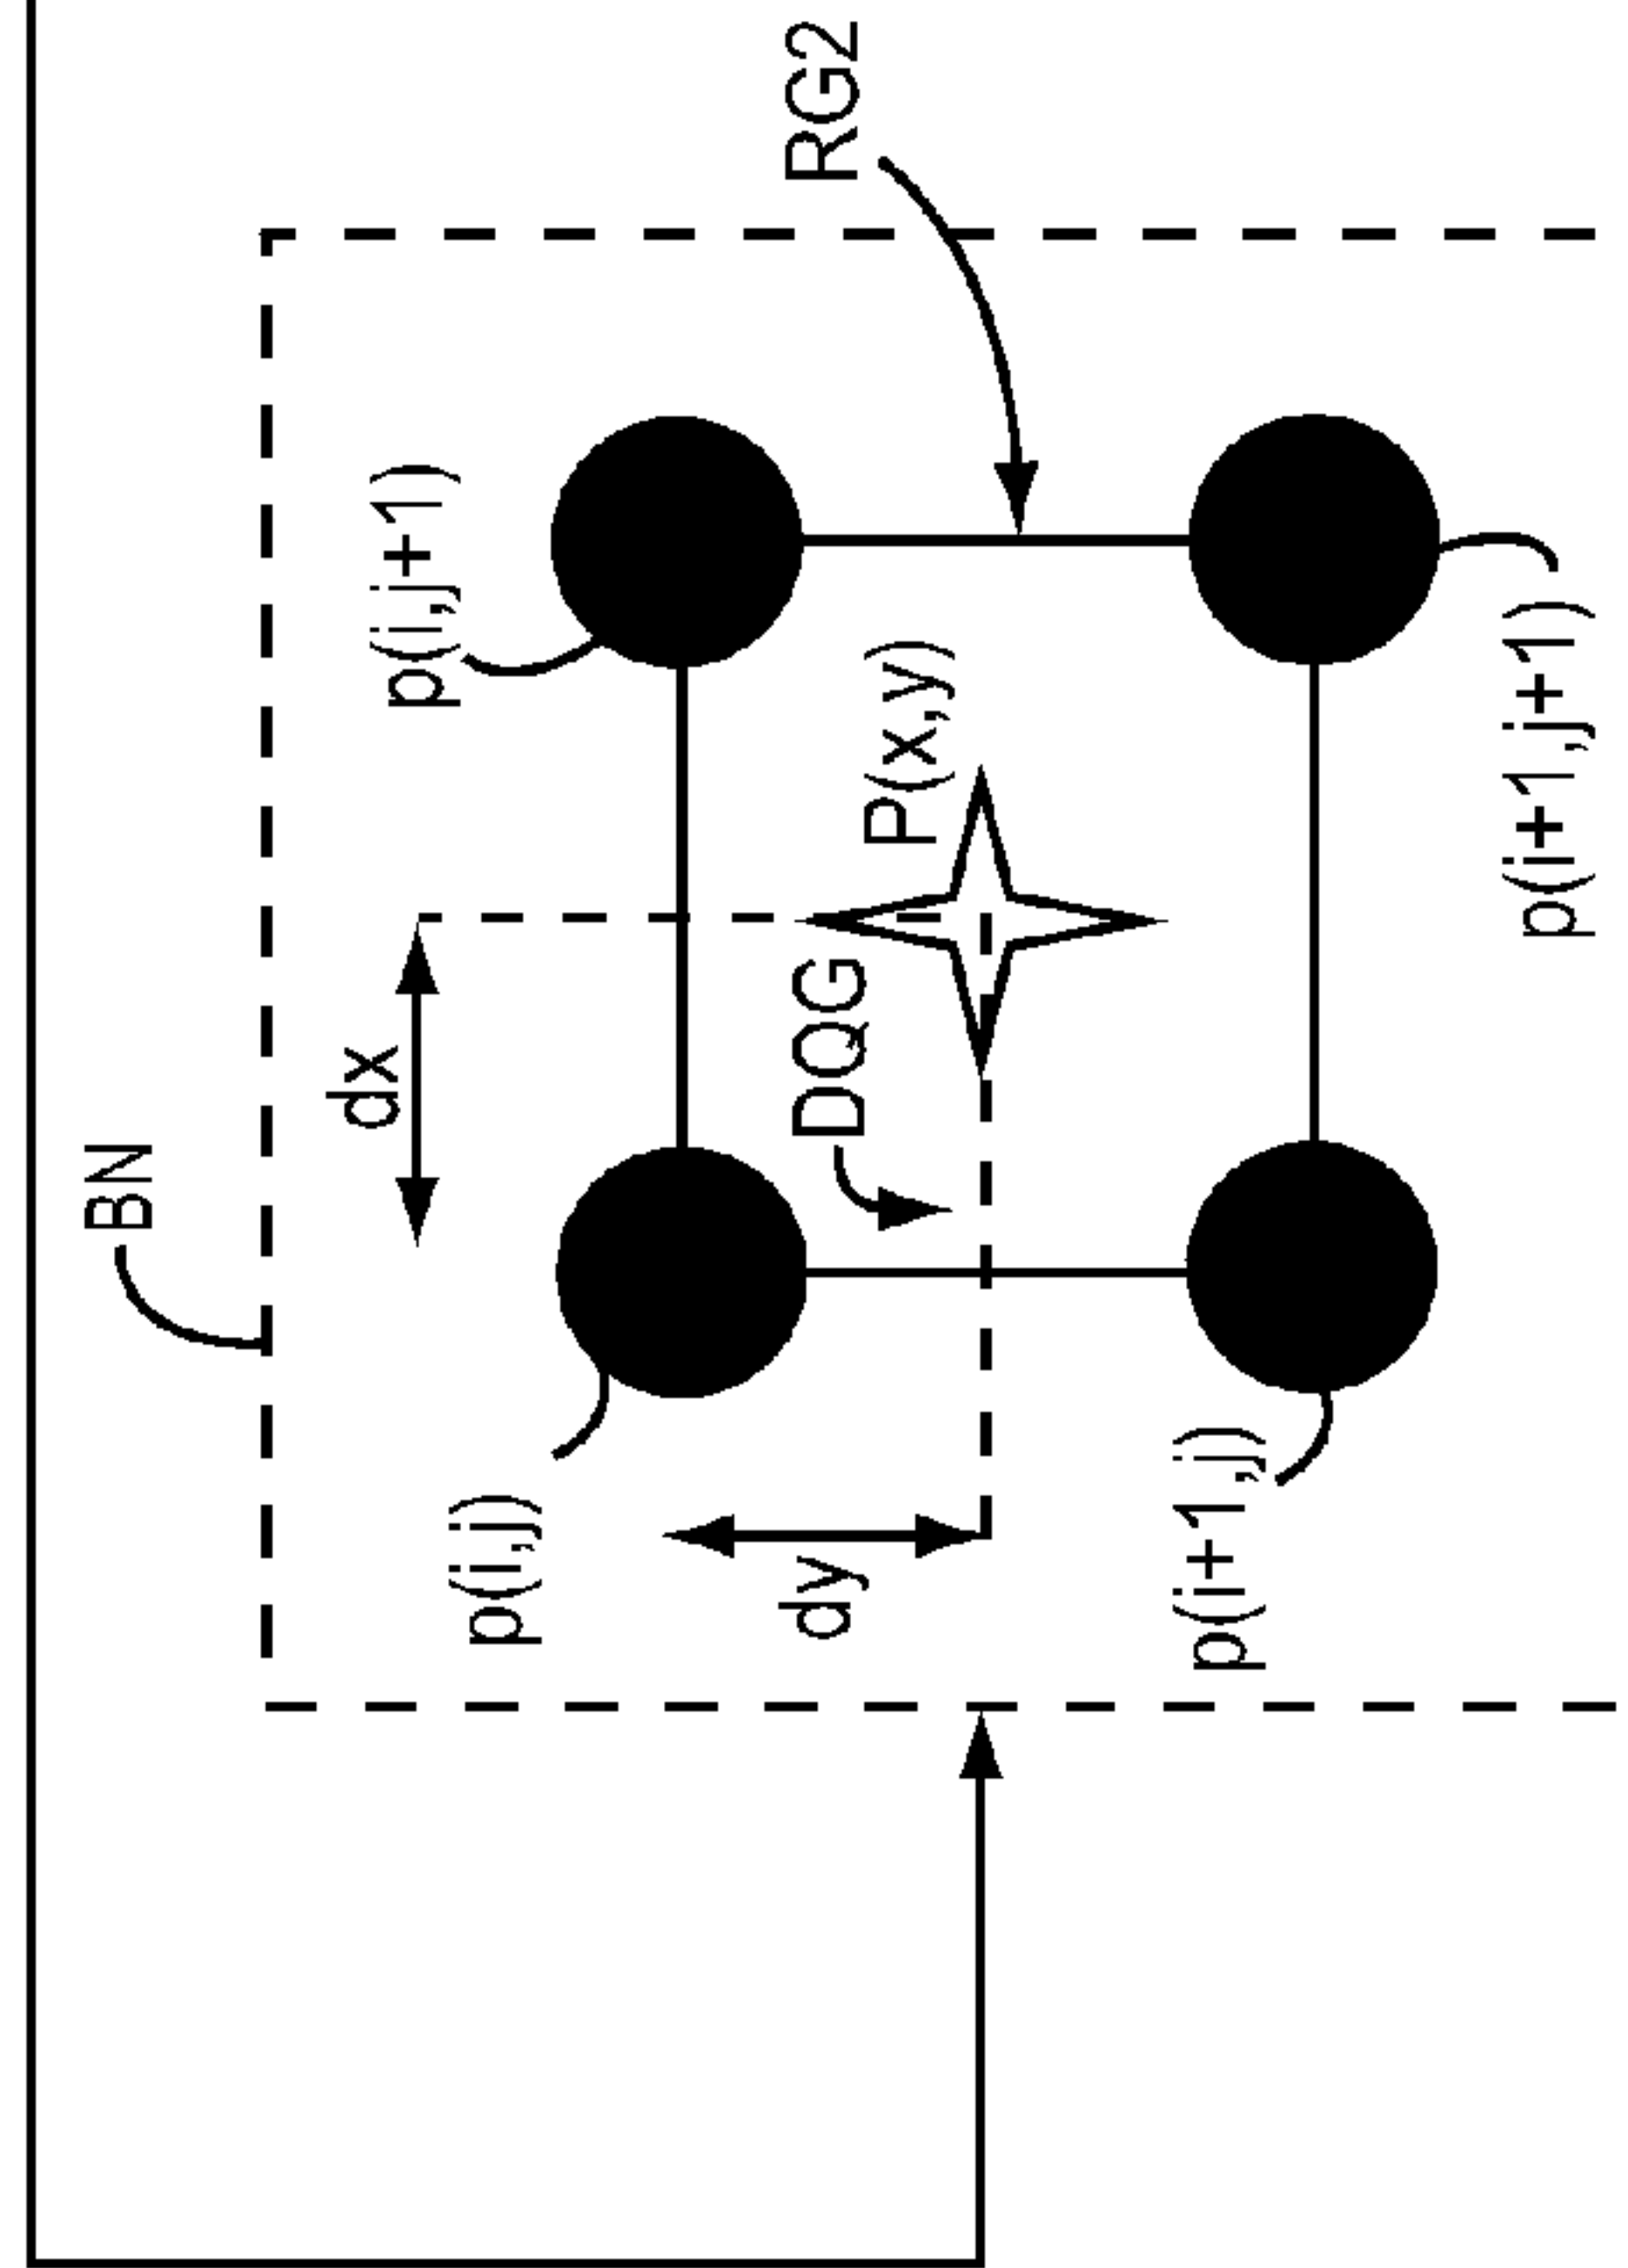 BN
dx
p(i,j+1)
p(i,j)
dy
DQG
P(x,y)
RG2
p(i+1,j)
p(i+1,j+1)